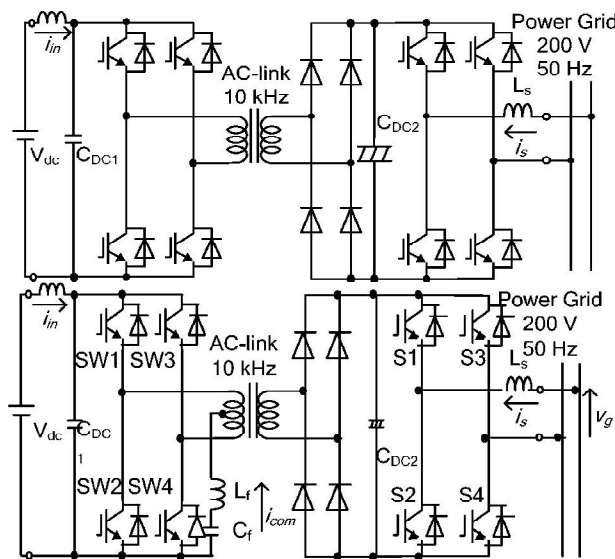 i_in
AC-link
10 kHz
V_dc
C_DC1
C_DC2
Power Grid
200 V
50 Hz
L_s
i_s
i_in
SW1
SW3
AC-link
10 kHz
V_dc
C_DC
1
SW2
SW4
L_f
C_f
i_com
C_DC2
S1
S3
S2
S4
Power Grid
200 V
50 Hz
L_s
i_s
v_g